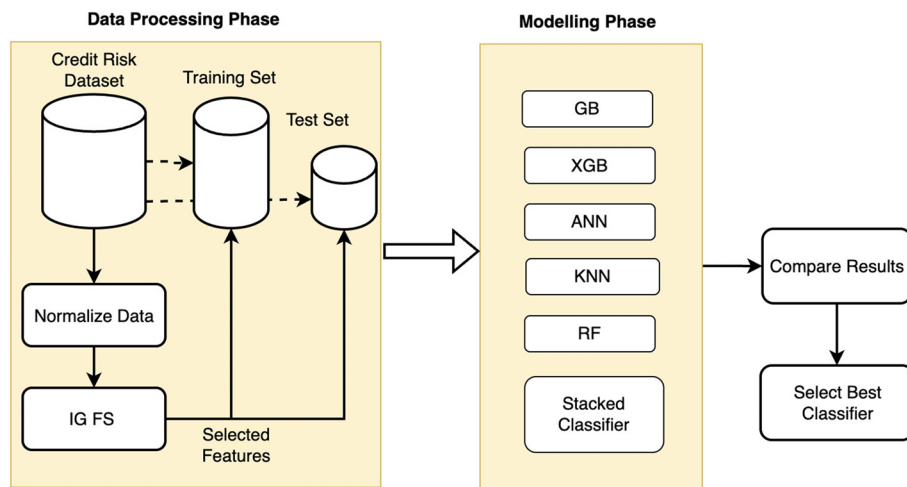 Data Processing Phase
Credit Risk
Dataset
Training Set
Test Set
Normalize Data
IG FS
Selected
Features
Modelling Phase
GB
XGB
ANN
KNN
RF
Stacked
Classifier
Compare Results
Select Best
Classifier